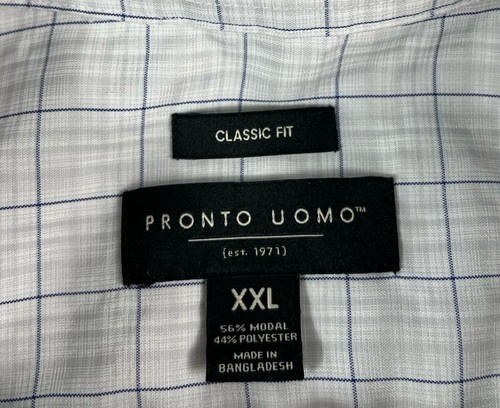 CLASSIC FIT
PRONTO UOMO™
(est. 1971)
XXL
56% MODAL
44% POLYESTER
MADE IN
BANGLADESH